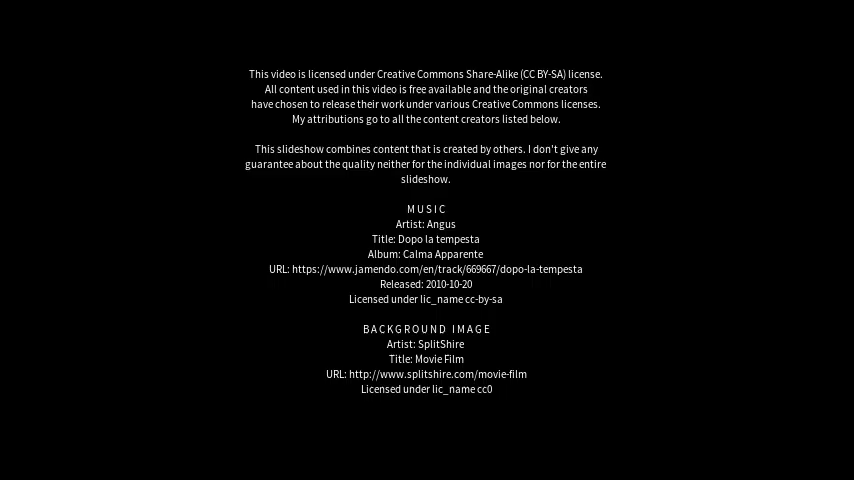 This video is licensed under Creative Commons Share-Alike (CC BY-SA) license.
All content used in this video is free available and the original creators
have chosen to release their work under various Creative Commons licenses.
My attributions go to all the content creators listed below.
This slideshow combines content that is created by others. I don't give any
guarantee about the quality neither for the individual images nor for the entire
slideshow.
MUSIC
Artist: Angus
Title: Dopo la tempesta
Album: Calma Apparente
URL: https://www.jamendo.com/en/track/669667/dopo-la-tempesta
Released: 2010-10-20
Licensed under lic_name cc-by-sa
BACKGROUND IMAGE
Artist: SplitShire
Title: Movie Film
URL: http://www.splitshire.com/movie-film
Licensed under lic_name cc0